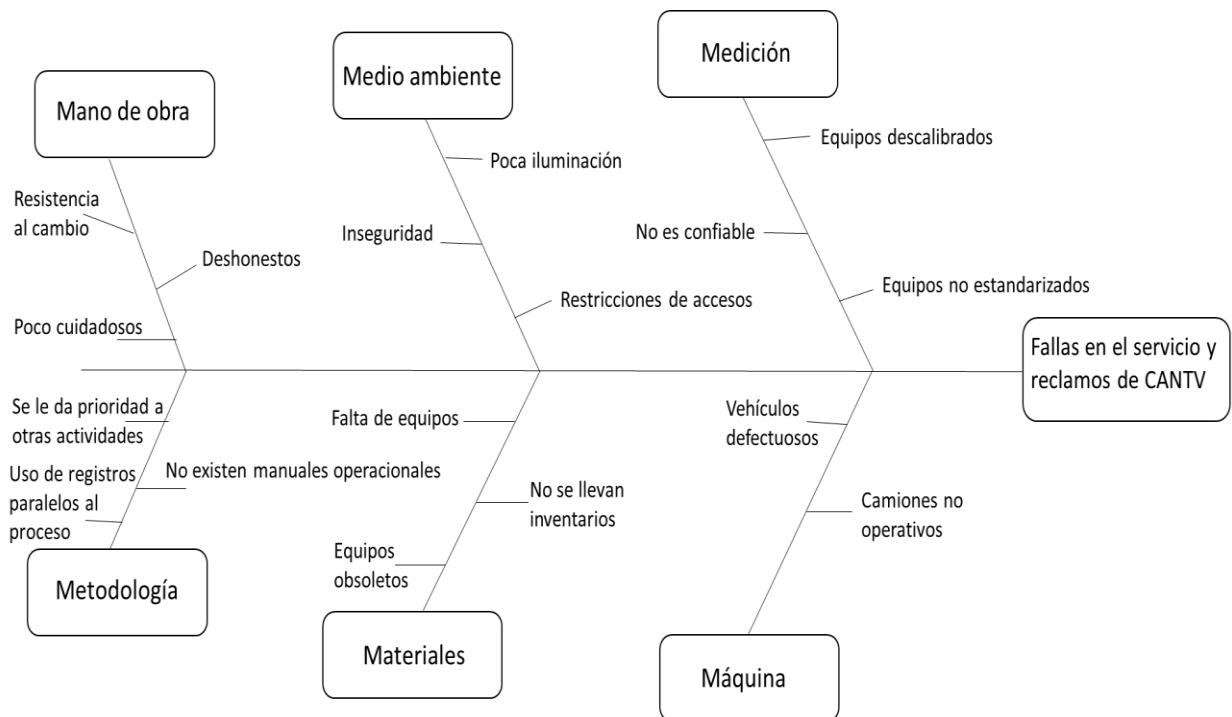 Medición
Medio ambiente
Mano de obra
Equipos descalibrados
Poca iluminación
Resistencia
al cambio
Inseguridad
No es confiable
Deshonestos
Equipos no estandarizados
Restricciones de accesos
Poco cuidadosos
Fallas en el servicio y
reclamos de CANTV
Se le da prioridad a
otras actividades
Falta de equipos
Vehículos
defectuosos
Uso de registros
paralelos al
proceso
No existen manuales operacionales
No se llevan
inventarios
Camiones no
operativos
Equipos
obsoletos
Metodología
Materiales
Máquina